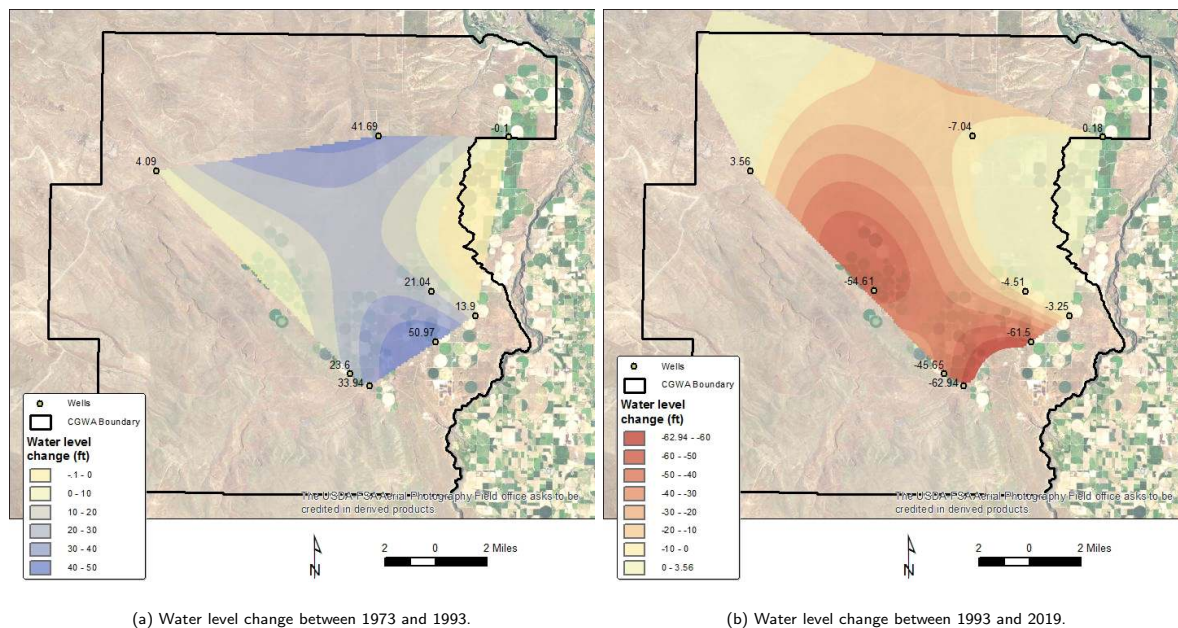 41.69
-0.1
4.09
21.04
13.9
50.97
23.6
33.94
Wells
CGWA Boundary
Water level
change (ft)
-.1 - 0
0 - 10
10 - 20
20 - 30
30 - 40
40 - 50
The USDA FSA Aerial Photography Field office asks to be
credited in derived products
N
2 0 2 Miles
(a) Water level change between 1973 and 1993.
-7.04
0.18
3.56
-54.61
-4.51
-3.25
-61.5
-45.65
-62.94
Wells
CGWA Boundary
Water level
change (ft)
-62.94 - -60
-60 - -50
-50 - -40
-40 - -30
-30 - -20
-20 - -10
-10 - 0
0 - 3.56
The USDA FSA Aerial Photography Field office asks to be
credited in derived products
N
2 0 2 Miles
(b) Water level change between 1993 and 2019.